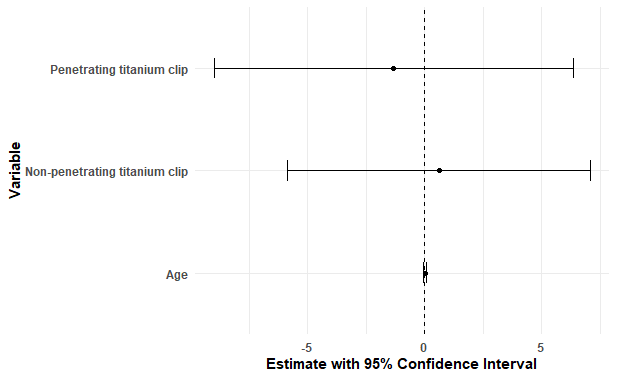 Variable
Penetrating titanium clip
Non-penetrating titanium clip
Age
-5
0
5
Estimate with 95% Confidence Interval